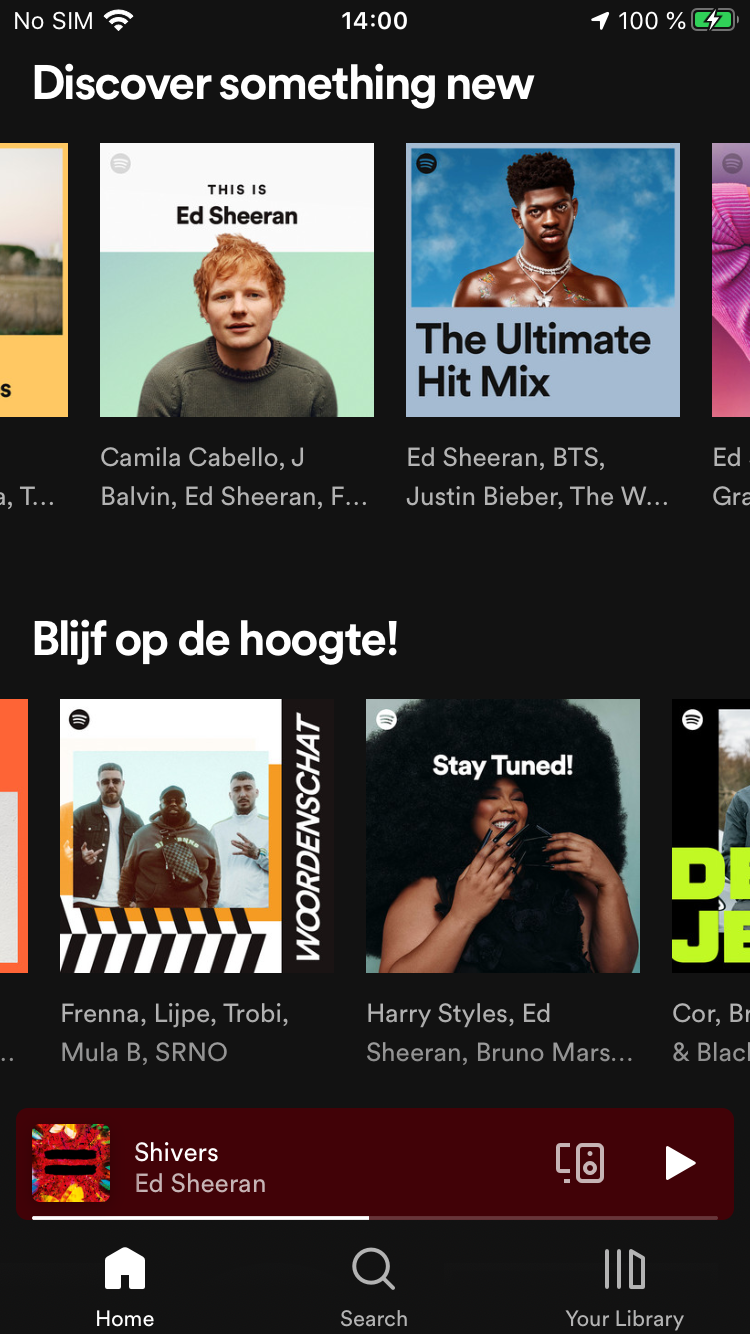 No SIM 14:00 100 %
Discover something new
THIS IS
Ed Sheeran
The Ultimate
Hit Mix
s
Camila Cabello, J
Balvin, Ed Sheeran, F...
Ed Sheeran, BTS,
Justin Bieber, The W...
a, T...
Ed
Gra
Blijf op de hoogte!
WOORDENSCHAT
Stay Tuned!
DE
JE
Frenna, Lijpe, Trobi,
Mula B, SRNO
Harry Styles, Ed
Sheeran, Bruno Mars...
Cor, Br
& Blac
...
Shivers
Ed Sheeran
Home
Search
Your Library